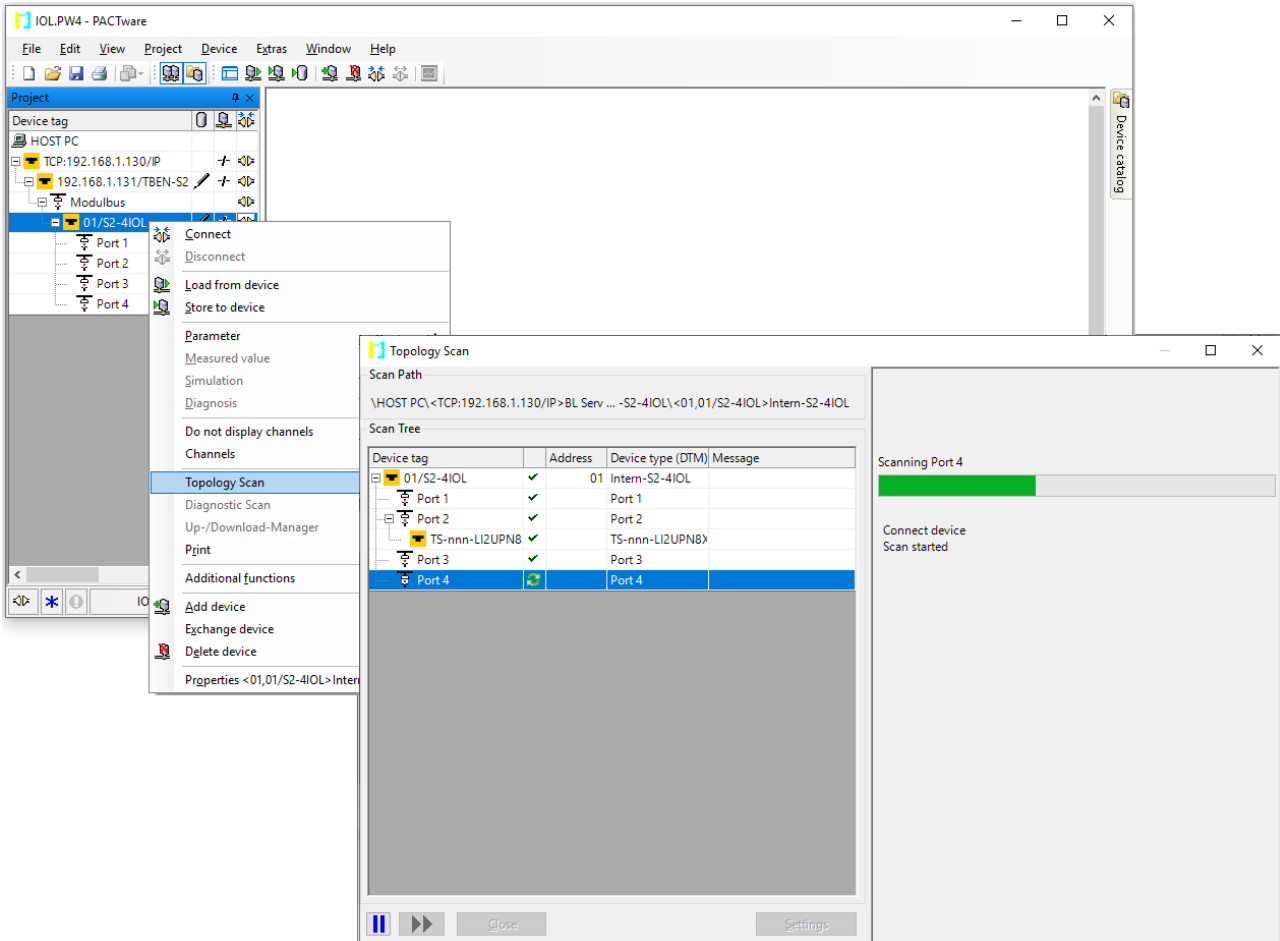 IOL.PW4 - PACTware
File Edit View Project Device Extras Window Help
Project
Device tag
HOST PC
TCP:192.168.1.130/IP
192.168.1.131/TBEN-S2
Modulbus
01/S2-4IOL
Port 1
Port 2
Port 3
Port 4
Device catalog
Connect
Disconnect
Load from device
Store to device
Parameter
Measured value
Simulation
Diagnosis
Do not display channels
Channels
Topology Scan
Diagnostic Scan
Up-/Download-Manager
Print
Additional functions
Add device
Exchange device
Delete device
Properties <01,01/S2-4IOL>Inter
IO
Topology Scan
Scan Path
\HOST PC\<TCP:192.168.1.130/IP>BL Serv ... -S2-4IOL\<01,01/S2-4IOL>Intern-S2-4IOL
Scan Tree
Device tag Address Device type (DTM) Message
01/S2-4IOL 01 Intern-S2-4IOL
Port 1 Port 1
Port 2 Port 2
TS-nnn-LI2UPN8 TS-nnn-LI2UPN8X
Port 3 Port 3
Port 4 Port 4
Scanning Port 4
Connect device
Scan started
Close
Settings